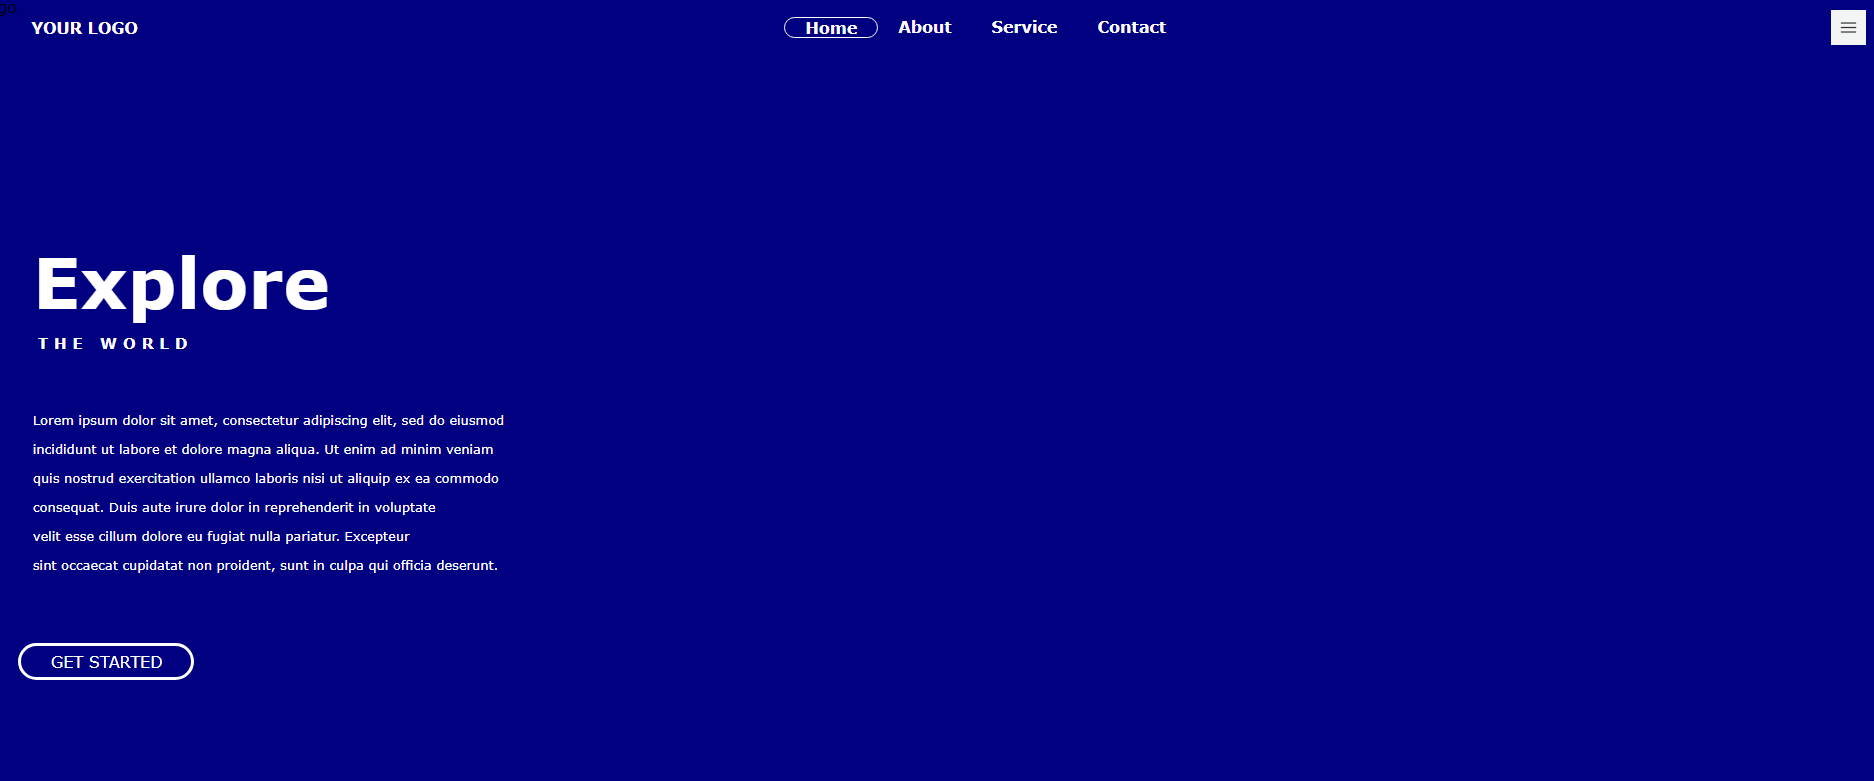 YOUR LOGO
Home About Service Contact
Explore
THE WORLD
Lorem ipsum dolor sit amet, consectetur adipiscing elit, sed do eiusmod
incididunt ut labore et dolore magna aliqua. Ut enim ad minim veniam
quis nostrud exercitation ullamco laboris nisi ut aliquip ex ea commodo
consequat. Duis aute irure dolor in reprehenderit in voluptate
velit esse cillum dolore eu fugiat nulla pariatur. Excepteur
sint occaecat cupidatat non proident, sunt in culpa qui officia deserunt.
GET STARTED